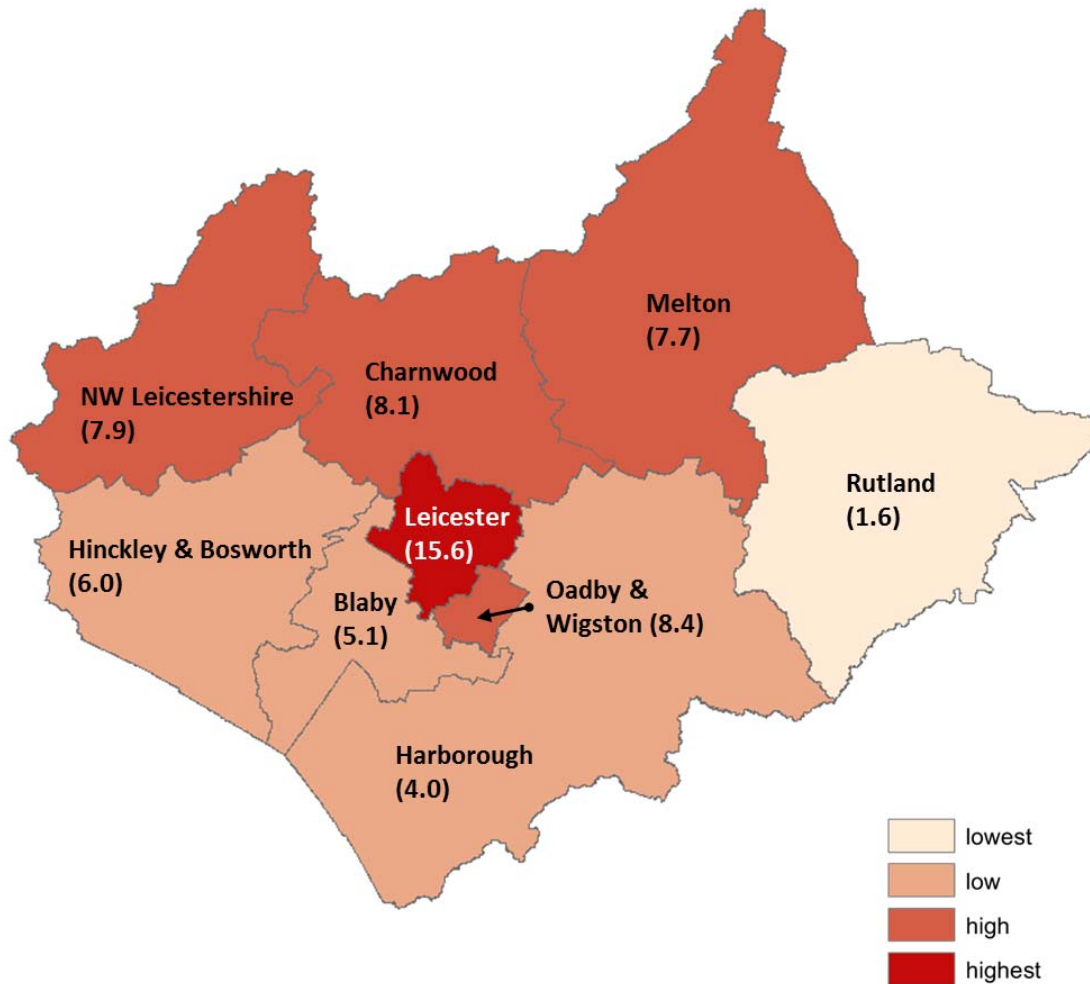 Melton
(7.7)
Charnwood
(8.1)
NW Leicestershire
(7.9)
Rutland
(1.6)
Leicester
(15.6)
Hinckley & Bosworth
(6.0)
Blaby
(5.1)
Oadby &
Wigston (8.4)
Harborough
(4.0)
lowest
low
high
highest